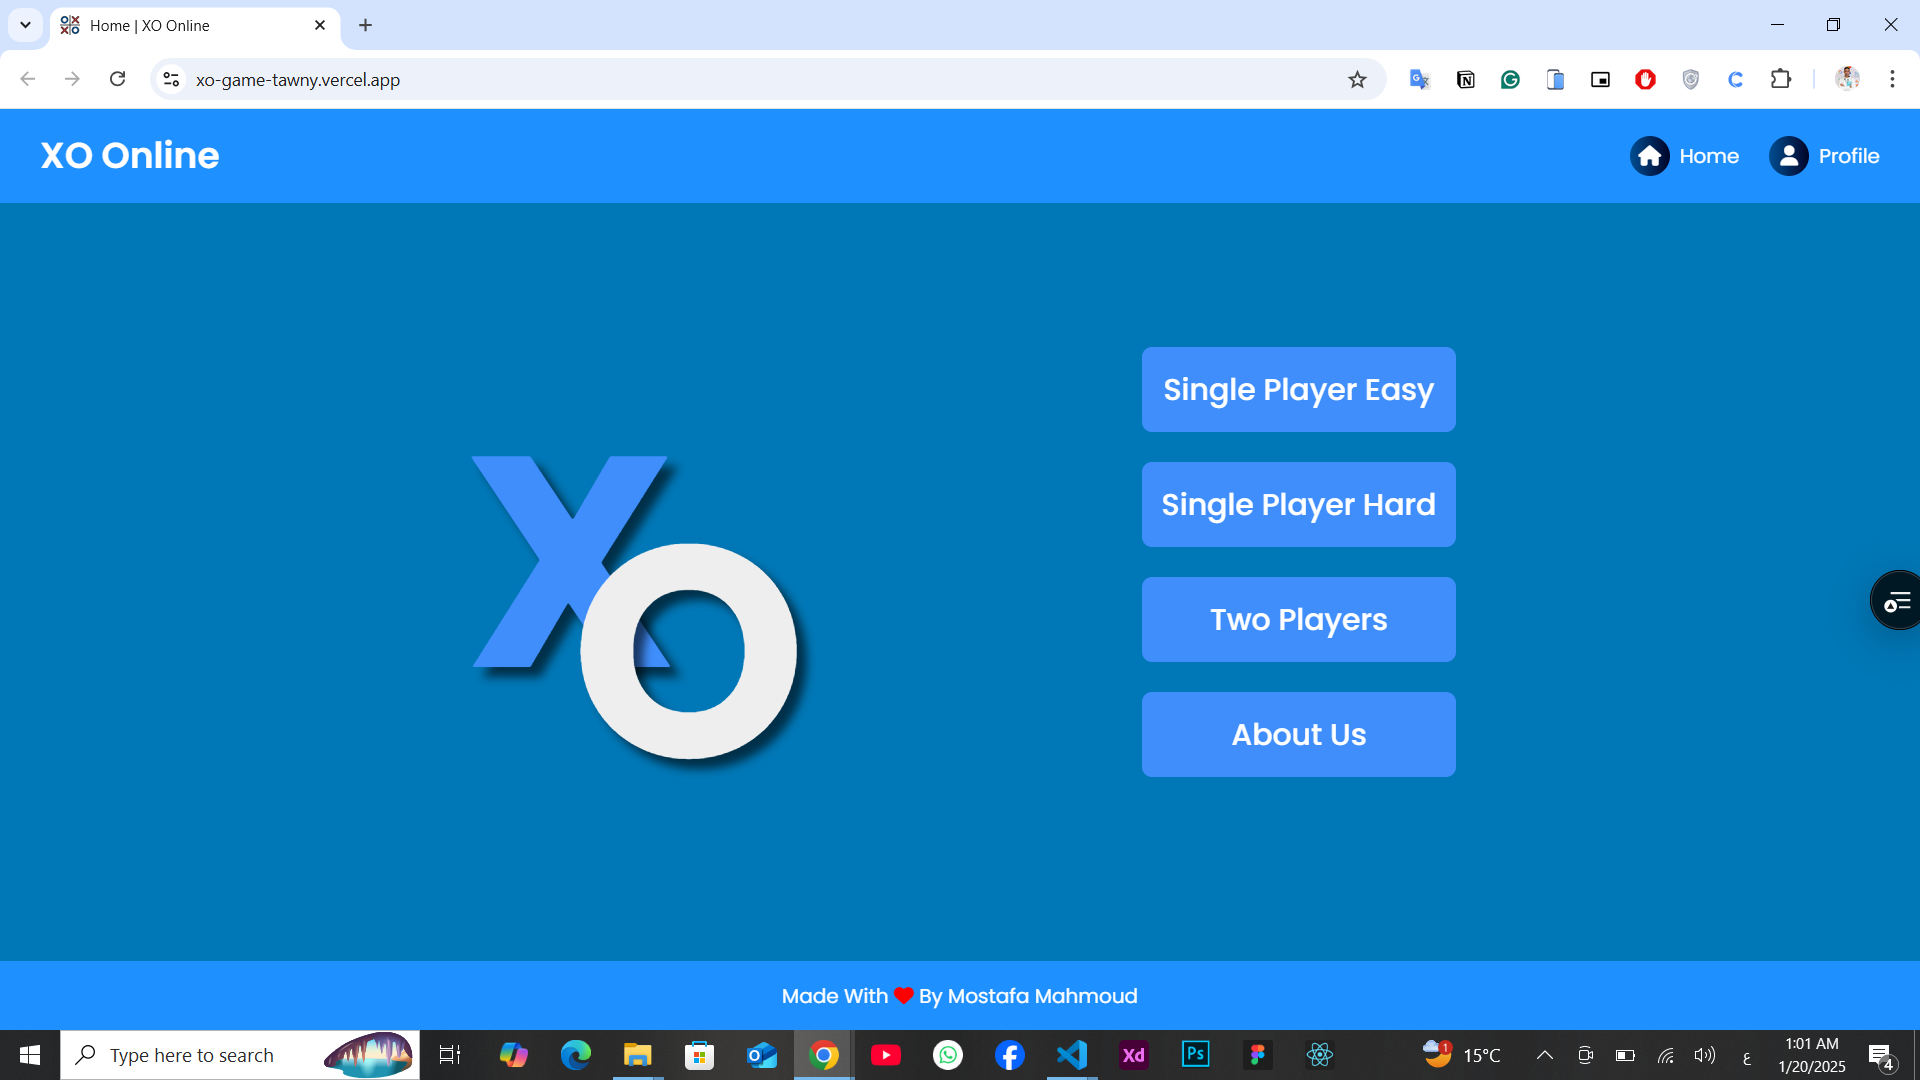 Home | XO Online
xo-game-tawny.vercel.app
XO Online
Home
Profile
XO
Single Player Easy
Single Player Hard
Two Players
About Us
Made With ❤ By Mostafa Mahmoud
Type here to search
Xd
Ps
1
15°C
ع
1:01 AM
1/20/2025
4